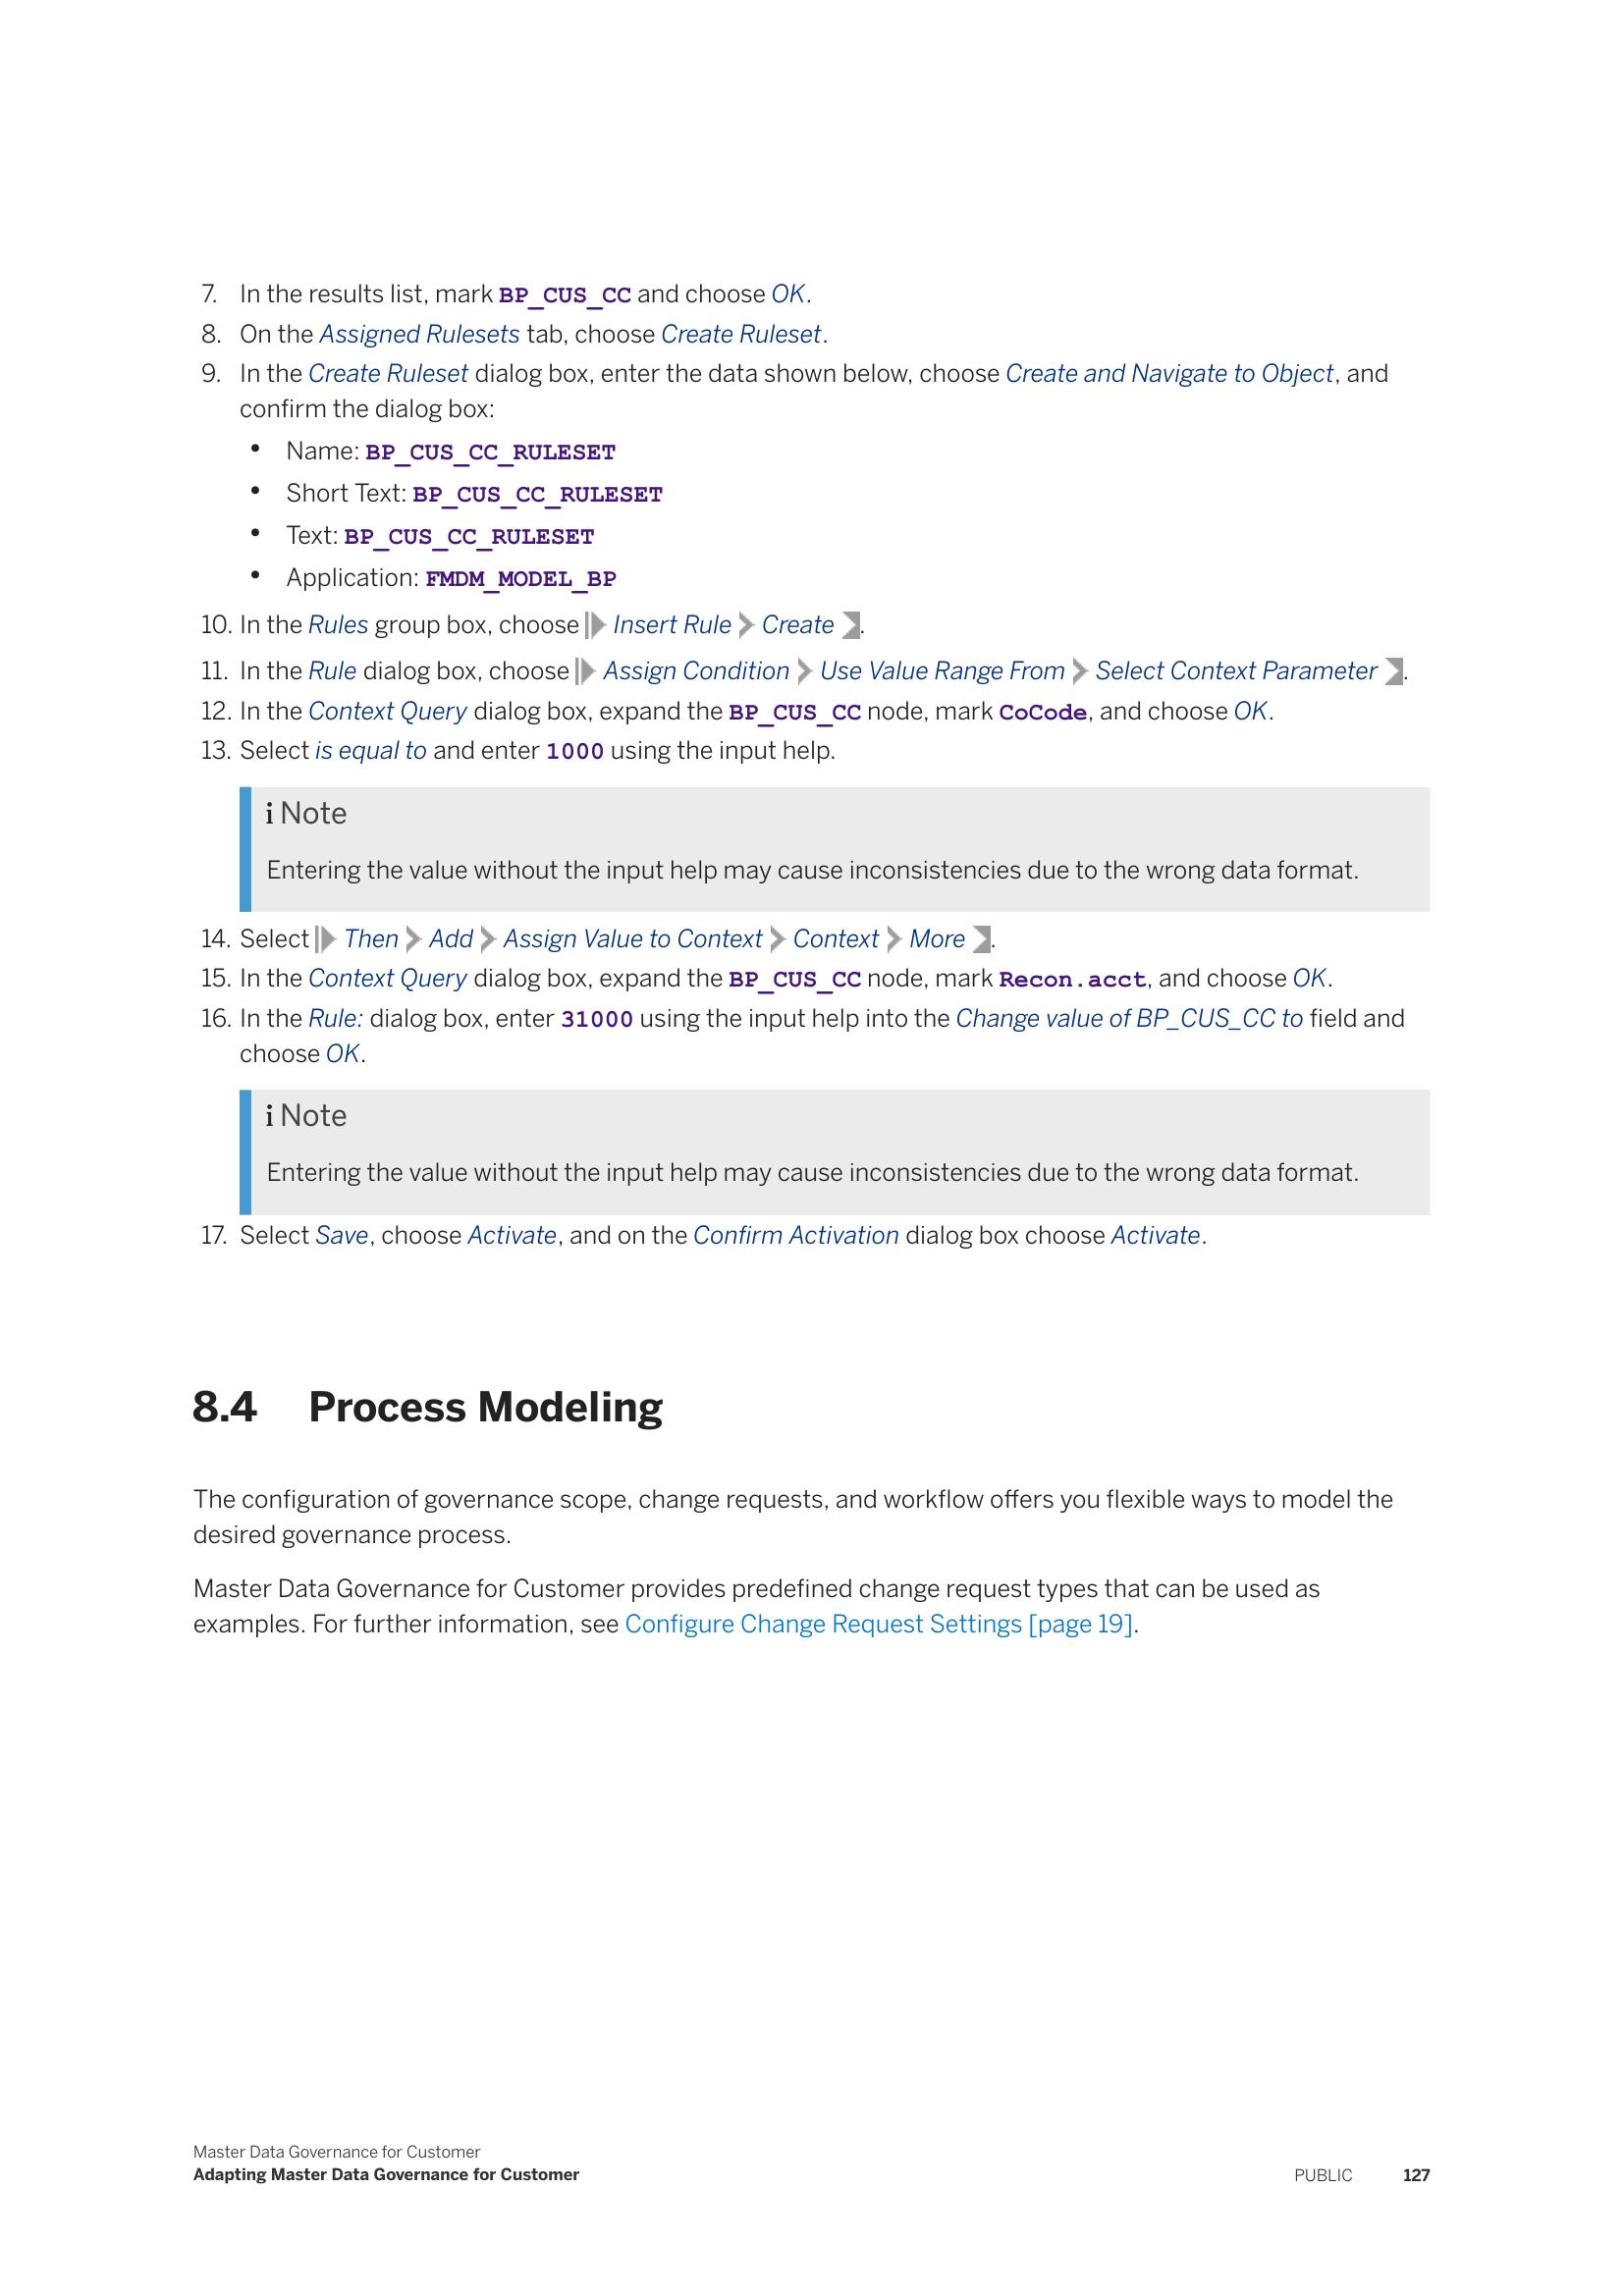 7. In the results list, mark BP_CUS_CC and choose OK.
8. On the Assigned Rulesets tab, choose Create Ruleset.
9. In the Create Ruleset dialog box, enter the data shown below, choose Create and Navigate to Object, and
confirm the dialog box:
• Name: BP_CUS_CC_RULESET
• Short Text: BP_CUS_CC_RULESET
• Text: BP_CUS_CC_RULESET
• Application: FMDM_MODEL_BP
10. In the Rules group box, choose Insert Rule > Create .
11. In the Rule dialog box, choose Assign Condition > Use Value Range From > Select Context Parameter .
12. In the Context Query dialog box, expand the BP_CUS_CC node, mark CoCode, and choose OK.
13. Select is equal to and enter 1000 using the input help.
i Note
Entering the value without the input help may cause inconsistencies due to the wrong data format.
14. Select Then > Add > Assign Value to Context > Context > More .
15. In the Context Query dialog box, expand the BP_CUS_CC node, mark Recon.acct, and choose OK.
16. In the Rule: dialog box, enter 31000 using the input help into the Change value of BP_CUS_CC to field and
choose OK.
i Note
Entering the value without the input help may cause inconsistencies due to the wrong data format.
17. Select Save, choose Activate, and on the Confirm Activation dialog box choose Activate.
8.4 Process Modeling
The configuration of governance scope, change requests, and workflow offers you flexible ways to model the
desired governance process.
Master Data Governance for Customer provides predefined change request types that can be used as
examples. For further information, see Configure Change Request Settings [page 19].
Master Data Governance for Customer
Adapting Master Data Governance for Customer
PUBLIC 127